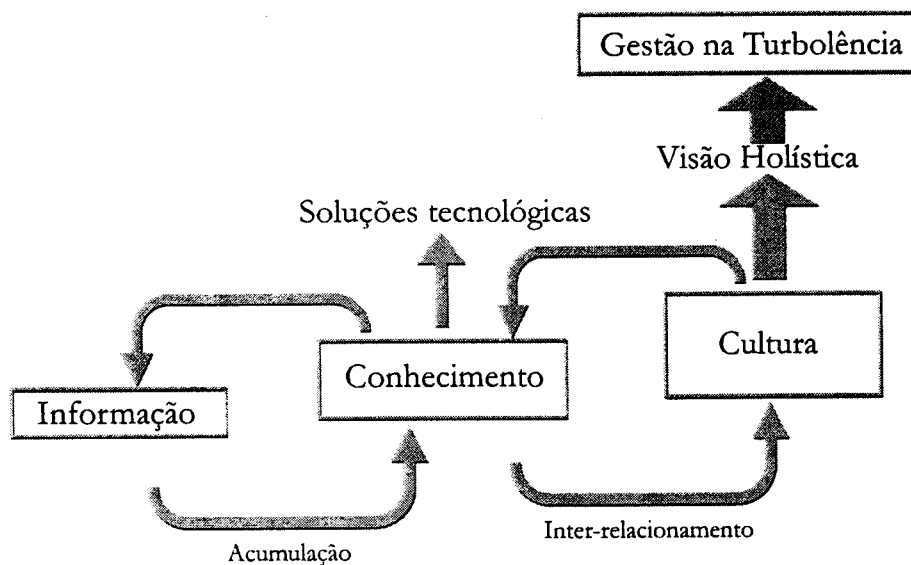 Gestão na Turbolência
Visão Holística
Soluções tecnológicas
Cultura
Conhecimento
Informação
Inter-relacionamento
Acumulação